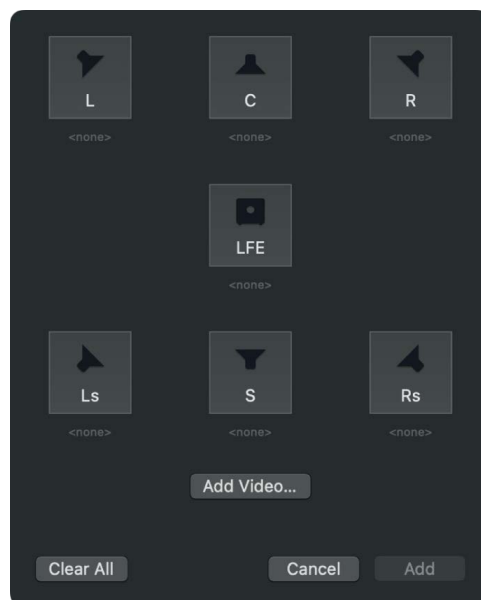 L C R
<none> <none> <none>
LFE
<none>
Ls S Rs
<none> <none> <none>
Add Video...
Clear All Cancel Add